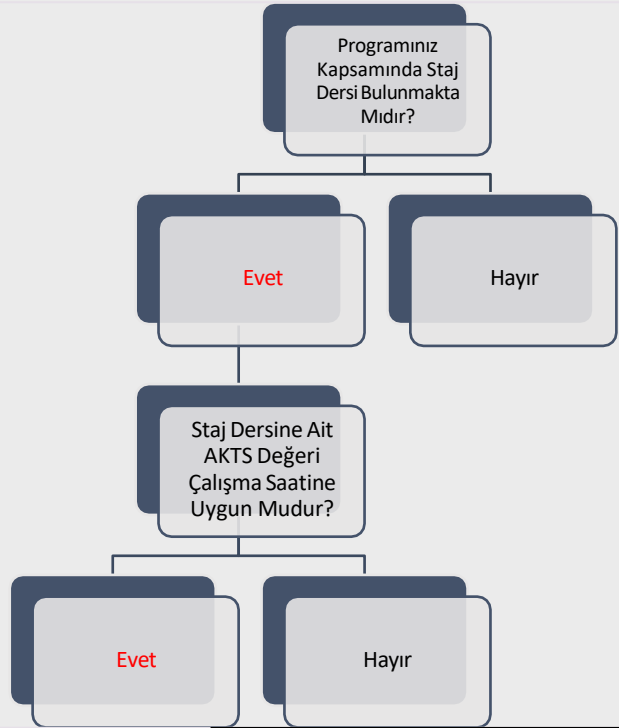 Programınız
Kapsamında Staj
Dersi Bulunmakta
Mıdır?
Evet
Hayır
Staj Dersine Ait
AKTS Değeri
Çalışma Saatine
Uygun Mudur?
Evet
Hayır